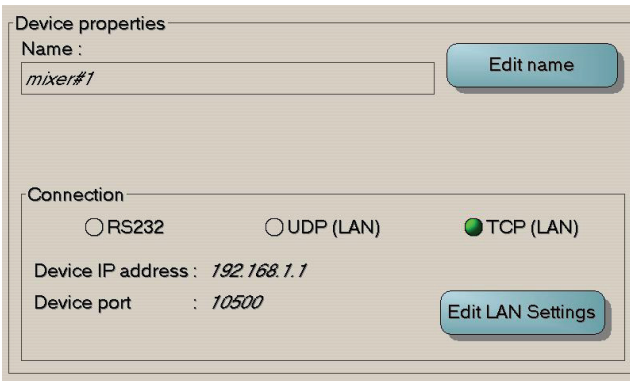 Device properties
Name :
mixer#1
Edit name
Connection
RS232 UDP (LAN) TCP (LAN)
Device IP address : 192.168.1.1
Device port : 10500
Edit LAN Settings